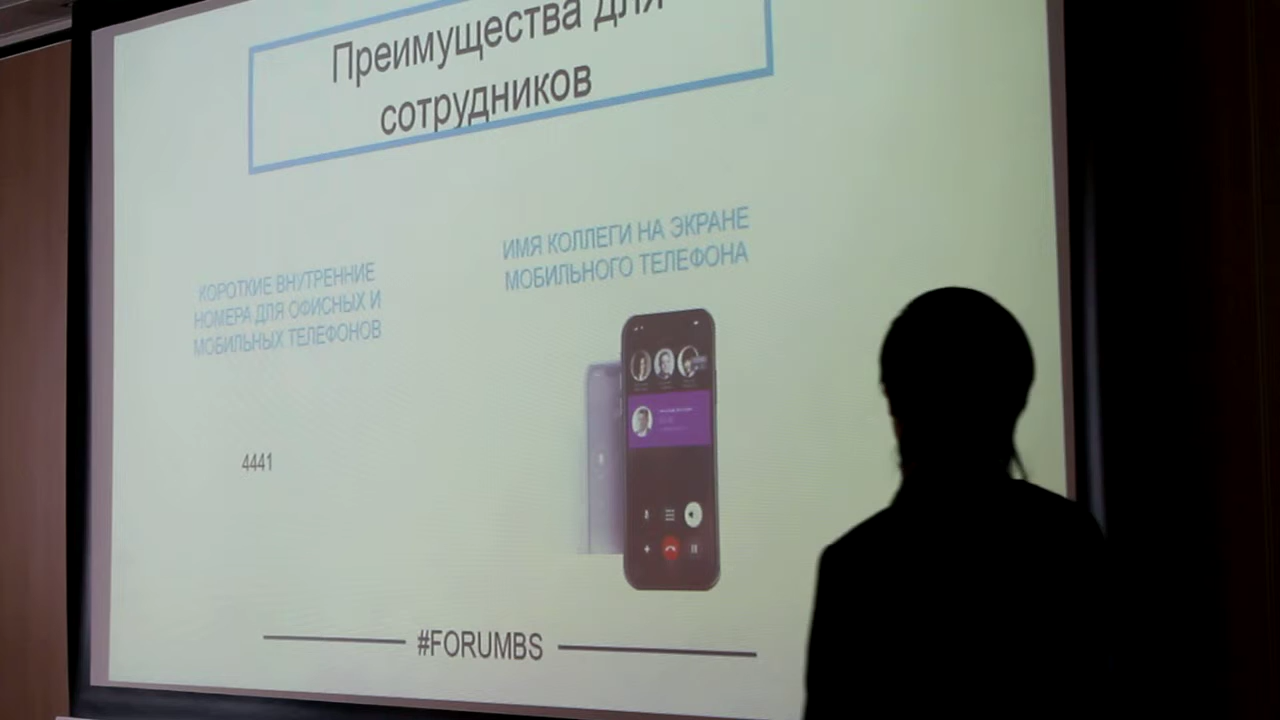 Преимущества для
сотрудников
ИМЯ КОЛЛЕГИ НА ЭКРАНЕ
МОБИЛЬНОГО ТЕЛЕФОНА
КОРОТКИЕ ВНУТРЕННИЕ
НОМЕРА ДЛЯ ОФИСНЫХ И
МОБИЛЬНЫХ ТЕЛЕФОНОВ
4441
#FORUMBS